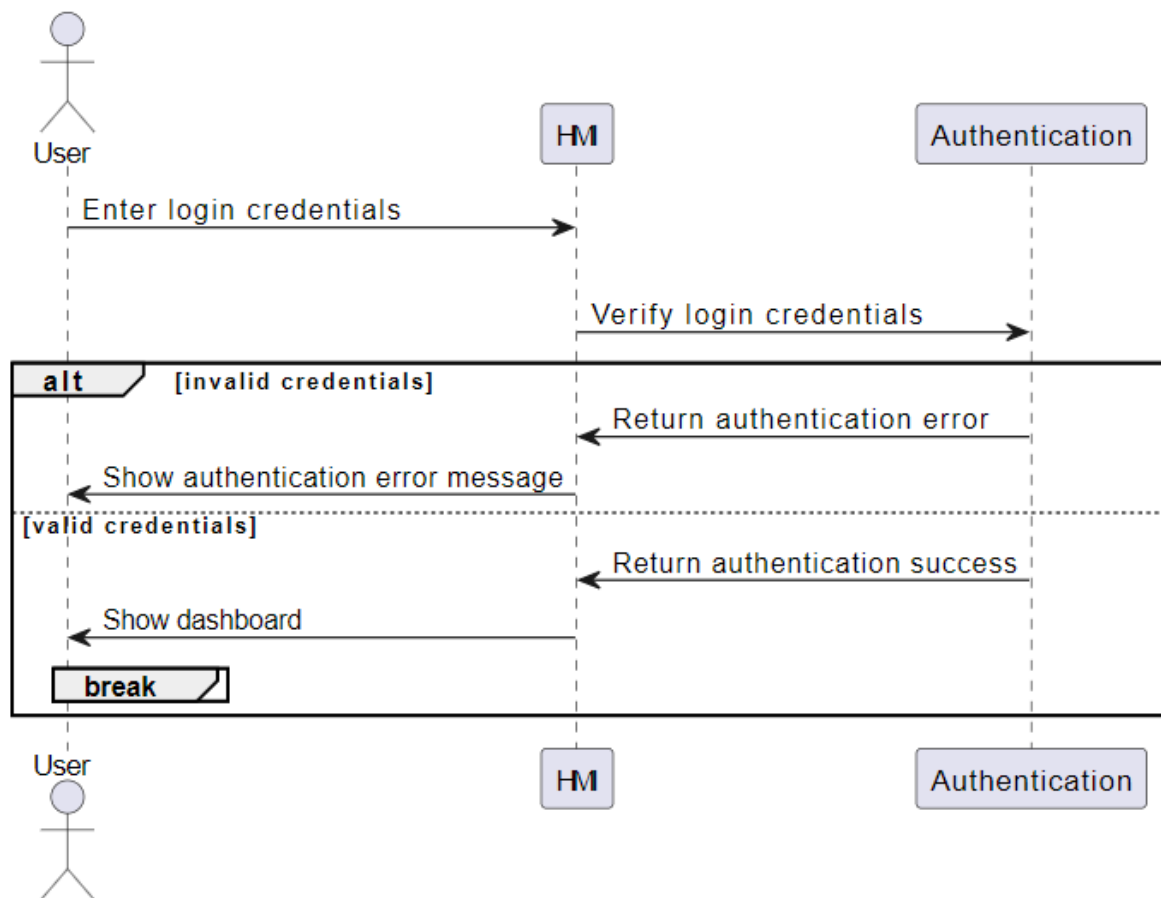 User
HMI
Authentication
Enter login credentials
Verify login credentials
alt
[invalid credentials]
Return authentication error
Show authentication error message
[valid credentials]
Return authentication success
Show dashboard
break
User
HMI
Authentication